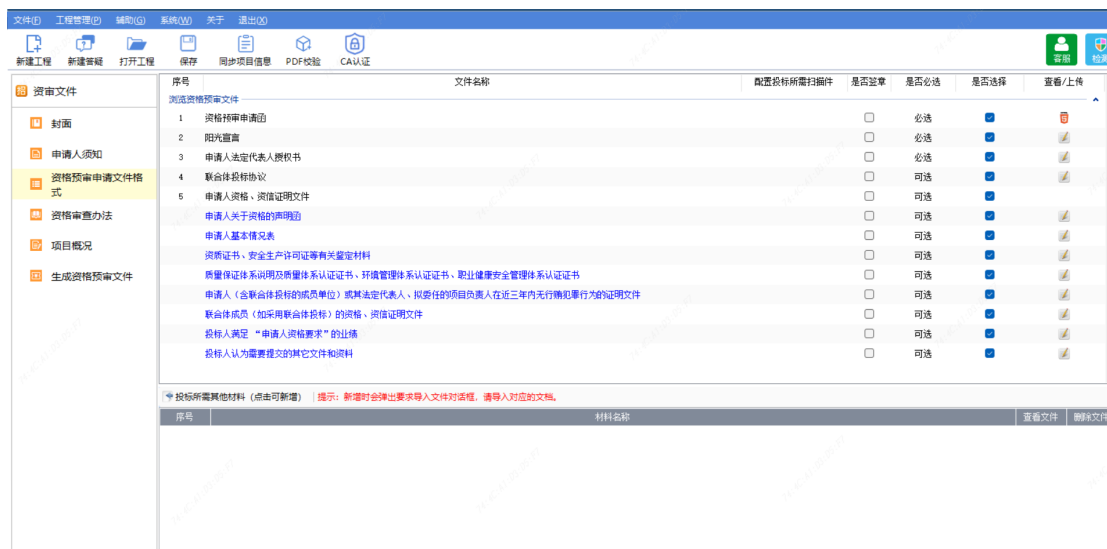 文件(F) 工程管理(P) 辅助(G) 系统(W) 关于 退出(X)
新建工程 新建答疑 打开工程 保存 同步项目信息 PDF校验 CA认证 客服 检测
资审文件
封面
申请人须知
资格预审申请文件格
式
资格审查办法
项目概况
生成资格预审文件
序号 文件名称 配置投标所需扫描件 是否签章 是否必选 是否选择 查看/上传
浏览资格预审文件
1 资格预审申请函 必选
2 阳光宣言 必选
3 申请人法定代表人授权书 必选
4 联合体投标协议 可选
5 申请人资格、资信证明文件 可选
申请人关于资格的声明函 可选
申请人基本情况表 可选
资质证书、安全生产许可证等有关鉴定材料 可选
质量保证体系说明及质量体系认证证书、环境管理体系认证证书、职业健康安全管理体系认证证书 可选
申请人（含联合体投标的成员单位）或其法定代表人、拟委任的项目负责人在近三年内无行贿犯罪行为的证明文件 可选
联合体成员（如采用联合体投标）的资格、资信证明文件 可选
投标人满足 “申请人资格要求”的业绩 可选
投标人认为需要提交的其它文件和资料 可选
投标所需其他材料（点击可新增） 提示：新增时会弹出要求导入文件对话框，请导入对应的文档。
序号 材料名称 查看文件 删除文件